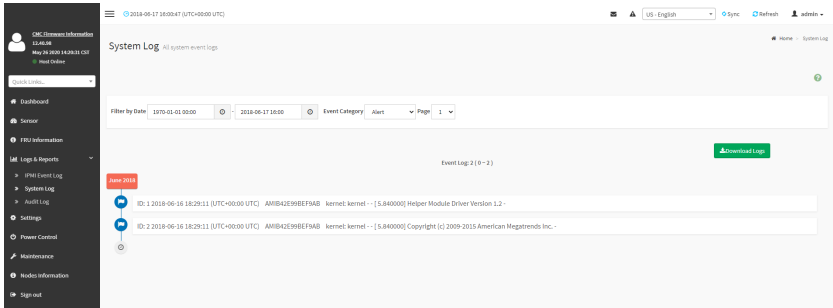 2018-06-17 16:00:47 (UTC+00:00 UTC)
US - English
Sync
Refresh
admin
CMC Firmware Information
12.49.06
May 26 2020 14:20:31 CST
Host Online
Quick Links...
Dashboard
Sensor
FRU Information
Logs & Reports
IPMI Event Log
System Log
Audit Log
Settings
Power Control
Maintenance
Nodes Information
Sign out
System Log All system event logs
Home System Log
Filter by Date 1970-01-01 00:00 - 2018-06-17 16:00 Event Category Alert Page 1
Download Logs
Event Log: 2 ( 0 - 2 )
June 2018
ID: 1 2018-06-16 18:29:11 (UTC+00:00 UTC) AMIB42E99BEF9AB kernel: kernel - - [ 5.840000] Helper Module Driver Version 1.2 -
ID: 2 2018-06-16 18:29:11 (UTC+00:00 UTC) AMIB42E99BEF9AB kernel: kernel - - [ 5.840000] Copyright (c) 2009-2015 American Megatrends Inc. -